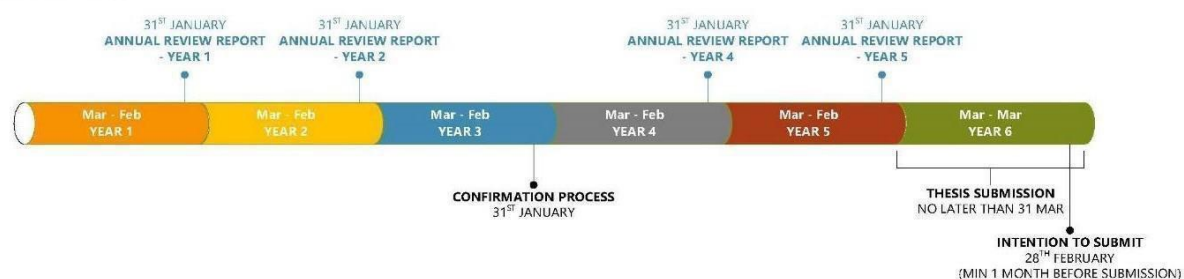 31ST JANUARY
ANNUAL REVIEW REPORT
- YEAR 1
31ST JANUARY
ANNUAL REVIEW REPORT
- YEAR 2
31ST JANUARY
ANNUAL REVIEW REPORT
- YEAR 4
31ST JANUARY
ANNUAL REVIEW REPORT
- YEAR 5
Mar - Feb
YEAR 1
Mar - Feb
YEAR 2
Mar - Feb
YEAR 3
Mar - Feb
YEAR 4
Mar - Feb
YEAR 5
Mar - Mar
YEAR 6
CONFIRMATION PROCESS
31ST JANUARY
THESIS SUBMISSION
NO LATER THAN 31 MAR
INTENTION TO SUBMIT
28TH FEBRUARY
(MIN 1 MONTH BEFORE SUBMISSION)